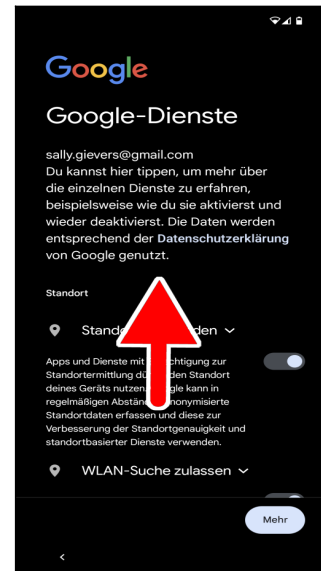 Google
Google-Dienste
sally.gievers@gmail.com
Du kannst hier tippen, um mehr über
die einzelnen Dienste zu erfahren,
beispielsweise wie du sie aktivierst und
wieder deaktivierst. Die Daten werden
entsprechend der Datenschutzerklärung
von Google genutzt.
Standort
den
Apps und Dienste mit chtigung zur
Standortermittlung dü den Standort
deines Geräts nutzen. gle kann in
regelmäßigen Abstän nonymisierte
Standortdaten erfassen und diese zur
Verbesserung der Standortgenauigkeit und
standortbasierter Dienste verwenden.
WLAN-Suche zulassen
Mehr